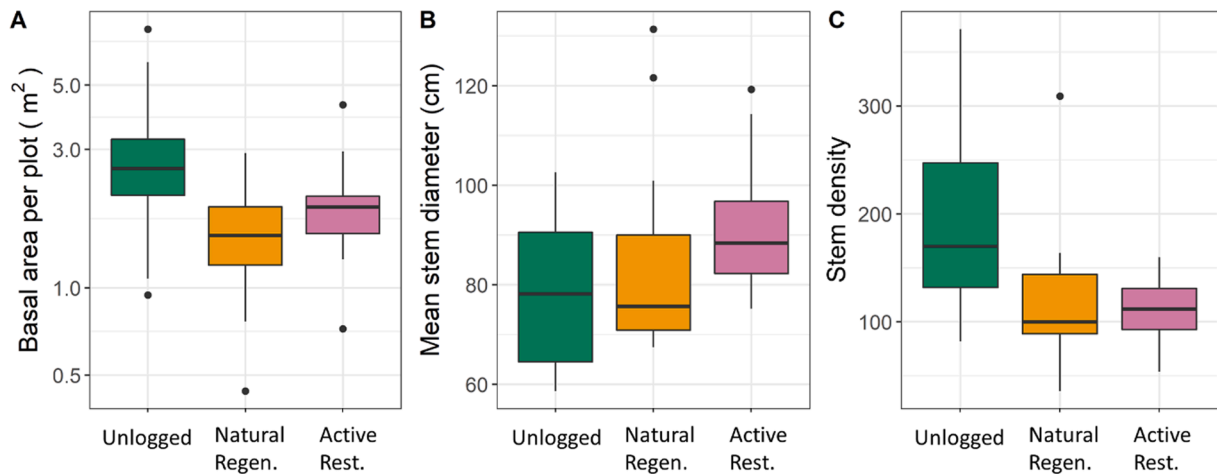 A
Basal area per plot ( m² )
5.0
3.0
1.0
0.5
Unlogged
Natural
Regen.
Active
Rest.
B
Mean stem diameter (cm)
120
100
80
60
Unlogged
Natural
Regen.
Active
Rest.
C
Stem density
300
200
100
Unlogged
Natural
Regen.
Active
Rest.